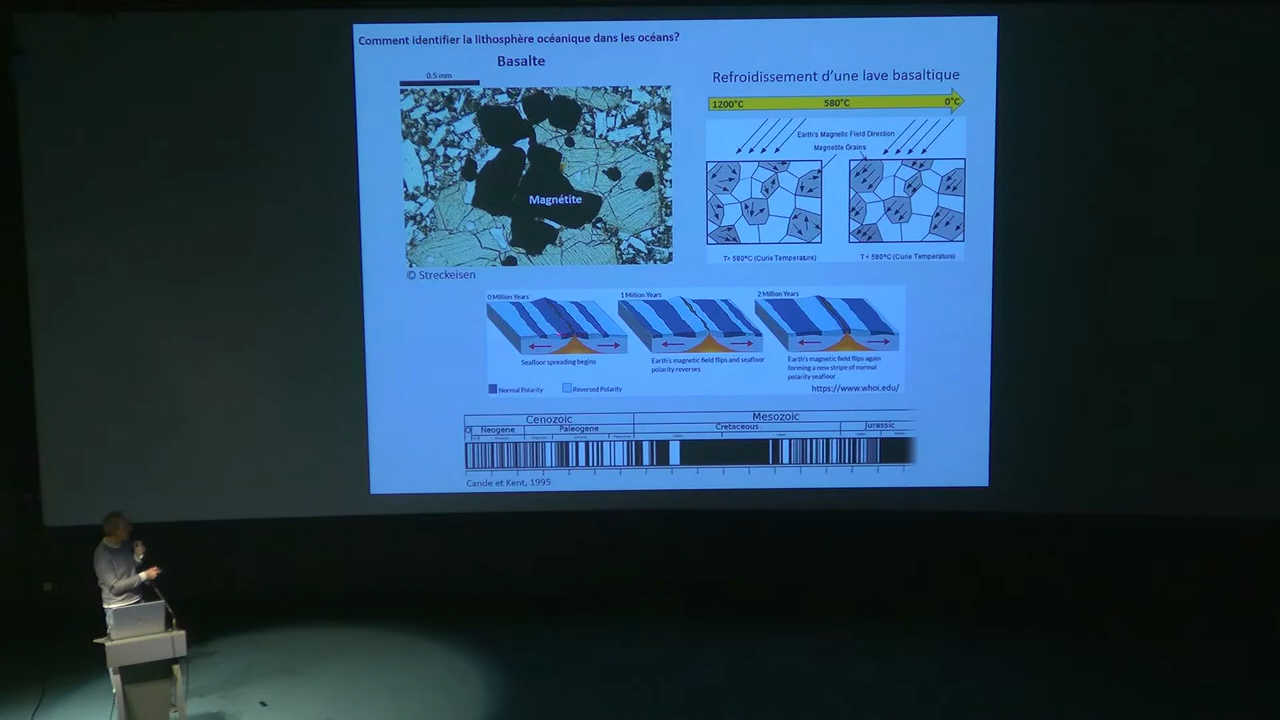 Comment identifier la lithosphère océanique dans les océans?
Basalte
0.5 mm
Magnétite
© Streckeisen
Refroidissement d'une lave basaltique
1200°C 580°C 0°C
Earth's Magnetic Field Direction
Magnetite Grains
T> 580°C (Curie Temperature)
T < 580°C (Curie Temperature)
0 Million Years
1 Million Years
2 Million Years
Seafloor spreading begins
Earth's magnetic field flips and seafloor
polarity reverses
Earth's magnetic field flips again
forming a new stripe of normal
polarity seafloor
Normal Polarity
Reversed Polarity
https://www.whoi.edu/
Cenozoic Mesozoic
Q Neogene Paleogene Cretaceous Jurassic
Cande et Kent, 1995